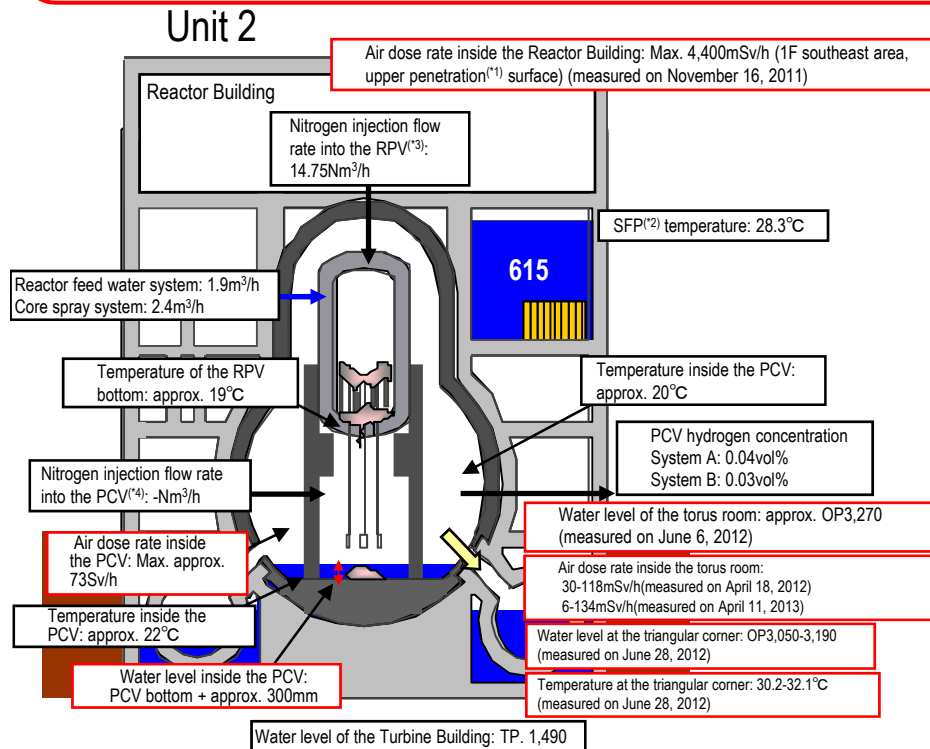 Unit 2
Air dose rate inside the Reactor Building: Max. 4,400mSv/h (1F southeast area,
upper penetration(*1) surface) (measured on November 16, 2011)
Reactor Building
Nitrogen injection flow
rate into the RPV(*3):
14.75Nm3/h
SFP(*2) temperature: 28.3℃
615
Reactor feed water system: 1.9m3/h
Core spray system: 2.4m3/h
Temperature of the RPV
bottom: approx. 19℃
Temperature inside the PCV:
approx. 20℃
PCV hydrogen concentration
System A: 0.04vol%
System B: 0.03vol%
Nitrogen injection flow rate
into the PCV(*4): -Nm3/h
Water level of the torus room: approx. OP3,270
(measured on June 6, 2012)
Air dose rate inside
the PCV: Max. approx.
73Sv/h
Air dose rate inside the torus room:
30-118mSv/h(measured on April 18, 2012)
6-134mSv/h(measured on April 11, 2013)
Temperature inside the
PCV: approx. 22℃
Water level at the triangular corner: OP3,050-3,190
(measured on June 28, 2012)
Water level inside the PCV:
PCV bottom + approx. 300mm
Temperature at the triangular corner: 30.2-32.1℃
(measured on June 28, 2012)
Water level of the Turbine Building: TP. 1,490